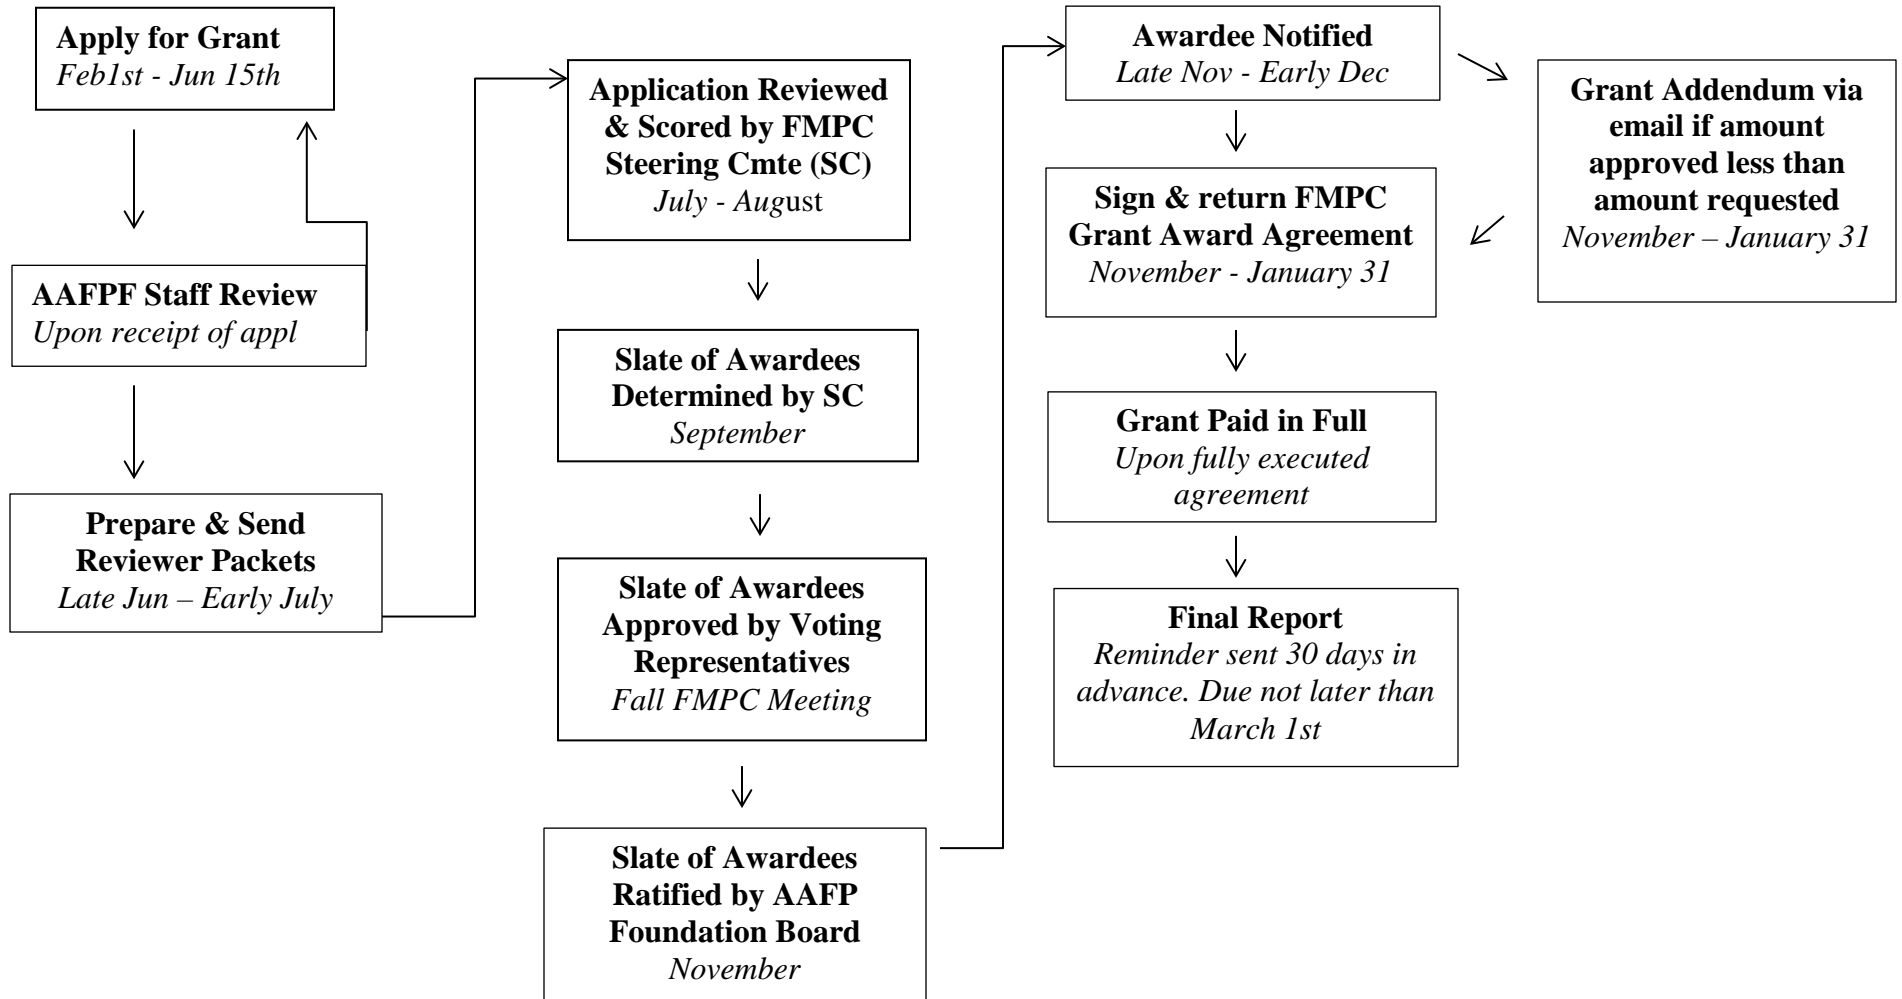 Apply for Grant
Feb1st - Jun 15th
AAFPF Staff Review
Upon receipt of appl
Prepare & Send
Reviewer Packets
Late Jun – Early July
Application Reviewed
& Scored by FMPC
Steering Cmte (SC)
July - August
Slate of Awardees
Determined by SC
September
Slate of Awardees
Approved by Voting
Representatives
Fall FMPC Meeting
Slate of Awardees
Ratified by AAFP
Foundation Board
November
Awardee Notified
Late Nov - Early Dec
Grant Addendum via
email if amount
approved less than
amount requested
November – January 31
Sign & return FMPC
Grant Award Agreement
November - January 31
Grant Paid in Full
Upon fully executed
agreement
Final Report
Reminder sent 30 days in
advance. Due not later than
March 1st